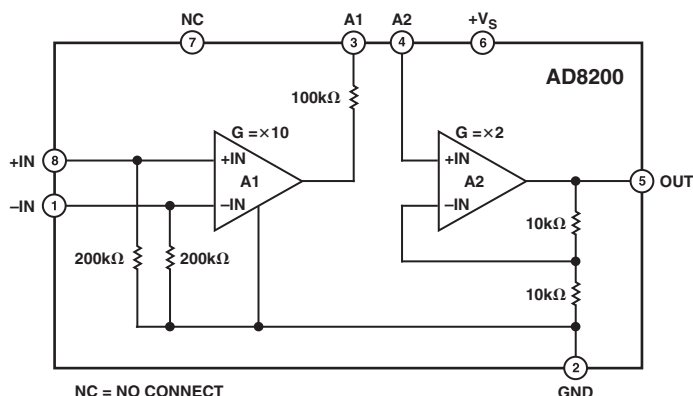 NC A1 A2 +VS
7 3 4 6
AD8200
100kΩ
G = ×10 G = ×2
+IN 8 +IN +IN
A1 A2 5 OUT
–IN 1 –IN –IN
10kΩ
200kΩ 200kΩ
10kΩ
2
NC = NO CONNECT GND